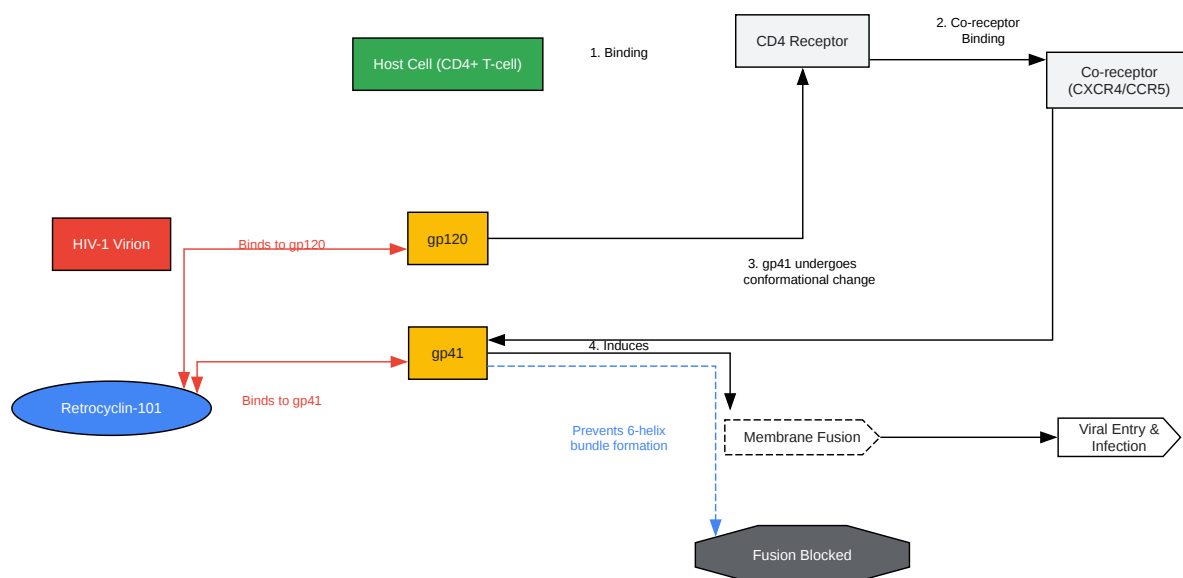 2. Co-receptor
Binding
CD4 Receptor
1. Binding
Host Cell (CD4+ T-cell)
Co-receptor
(CXCR4/CCR5)
HIV-1 Virion
Binds to gp120
gp120
3. gp41 undergoes
conformational change
4. Induces
gp41
Binds to gp41
Retrocyclin-101
Prevents 6-helix
bundle formation
Membrane Fusion
Viral Entry &
Infection
Fusion Blocked